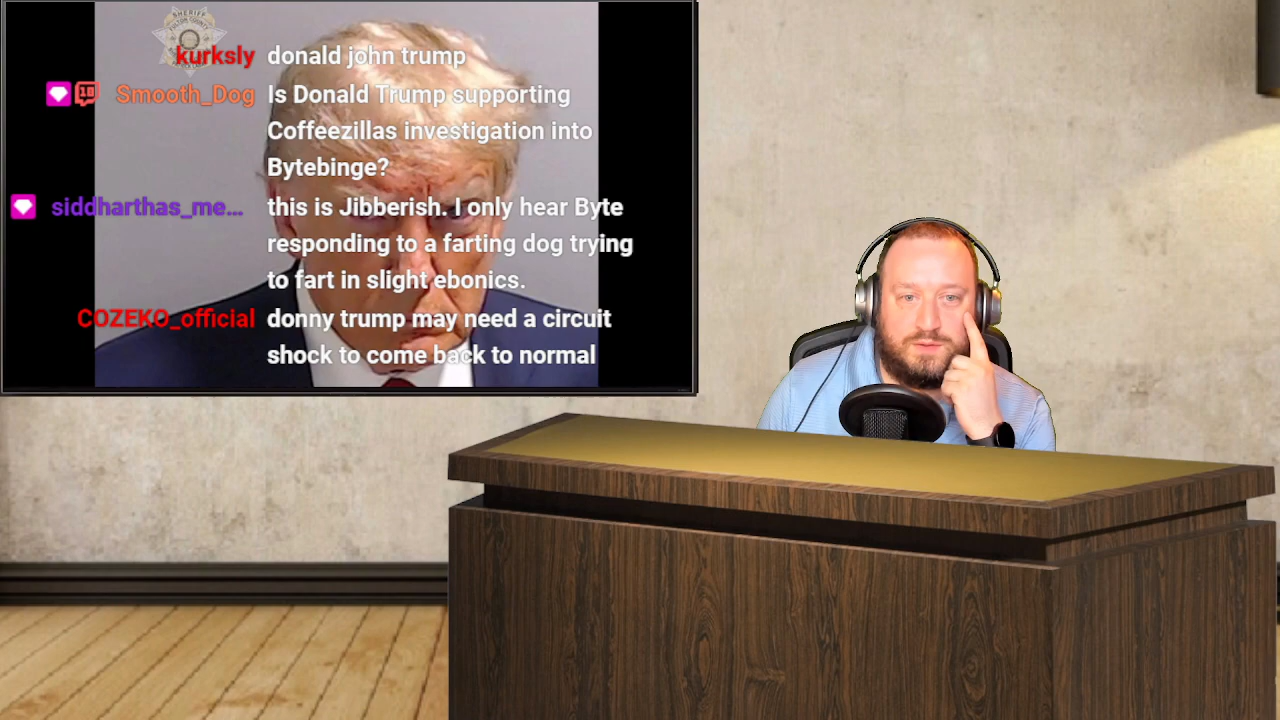 SHERIFF
kurksly donald john trump
Smooth_Dog Is Donald Trump supporting
Coffeezillas investigation into
Bytebinge?
siddharthas_me... this is Jibberish. I only hear Byte
responding to a farting dog trying
to fart in slight ebonics.
COZEKO_official donny trump may need a circuit
shock to come back to normal